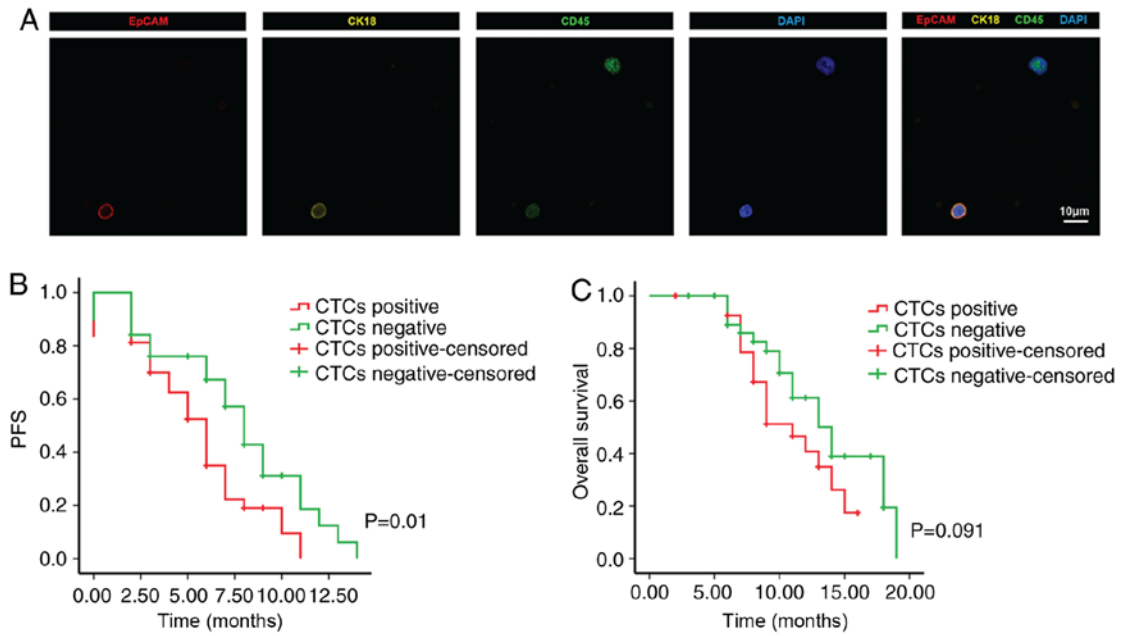 A
EpCAM
CK18
CD45
DAPI
EpCAM CK18 CD45 DAPI
10µm
B
1.0
0.8
0.6
0.4
0.2
0.0
PFS
CTCs positive
CTCs negative
CTCs positive-censored
CTCs negative-censored
P=0.01
0.00 2.50 5.00 7.50 10.00 12.50
Time (months)
C
1.0
0.8
0.6
0.4
0.2
0.0
Overall survival
CTCs positive
CTCs negative
CTCs positive-censored
CTCs negative-censored
P=0.091
0.00 5.00 10.00 15.00 20.00
Time (months)